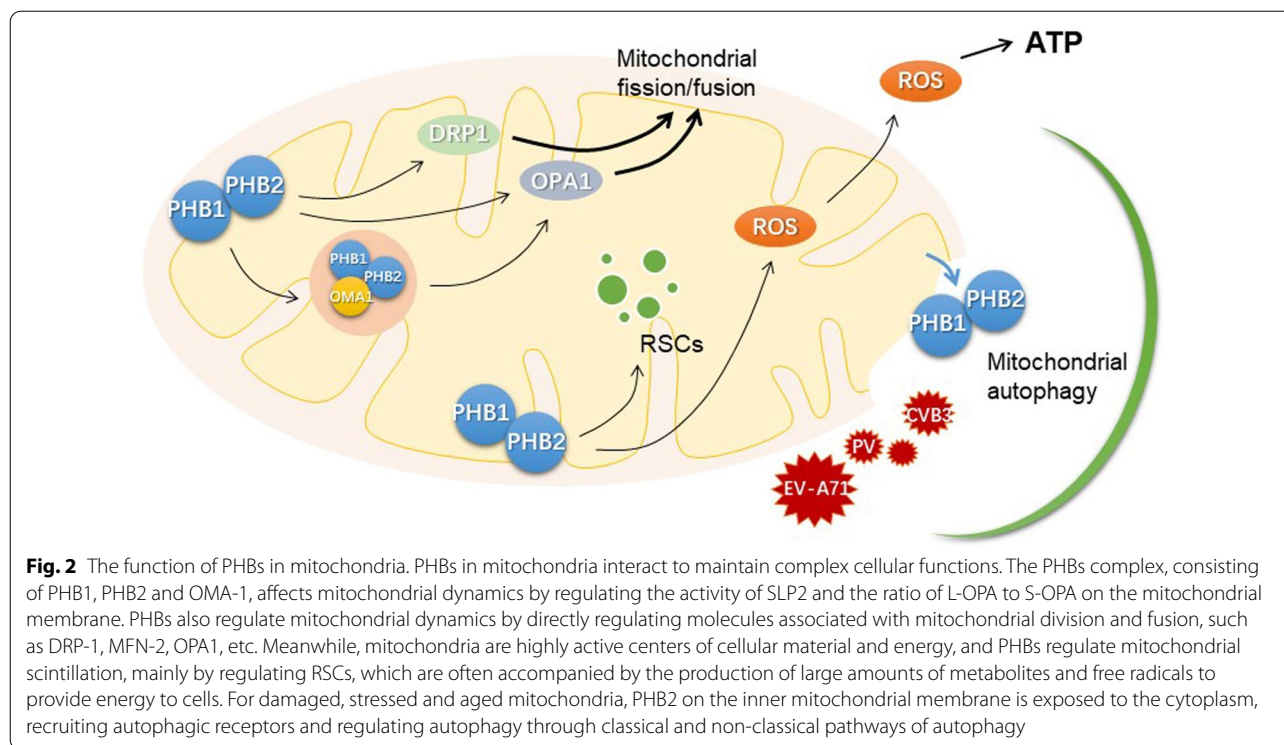 ATP
Mitochondrial
fission/fusion
ROS
DRP1
OPA1
PHB2
PHB1
ROS
PHB1
PHB2
OMA1
PHB2
PHB1
RSCs
Mitochondrial
autophagy
PHB1
PHB2
CVB3
PV
EV-A71
Fig. 2 The function of PHBs in mitochondria. PHBs in mitochondria interact to maintain complex cellular functions. The PHBs complex, consisting
of PHB1, PHB2 and OMA-1, affects mitochondrial dynamics by regulating the activity of SLP2 and the ratio of L-OPA to S-OPA on the mitochondrial
membrane. PHBs also regulate mitochondrial dynamics by directly regulating molecules associated with mitochondrial division and fusion, such
as DRP-1, MFN-2, OPA1, etc. Meanwhile, mitochondria are highly active centers of cellular material and energy, and PHBs regulate mitochondrial
scintillation, mainly by regulating RSCs, which are often accompanied by the production of large amounts of metabolites and free radicals to
provide energy to cells. For damaged, stressed and aged mitochondria, PHB2 on the inner mitochondrial membrane is exposed to the cytoplasm,
recruiting autophagic receptors and regulating autophagy through classical and non-classical pathways of autophagy